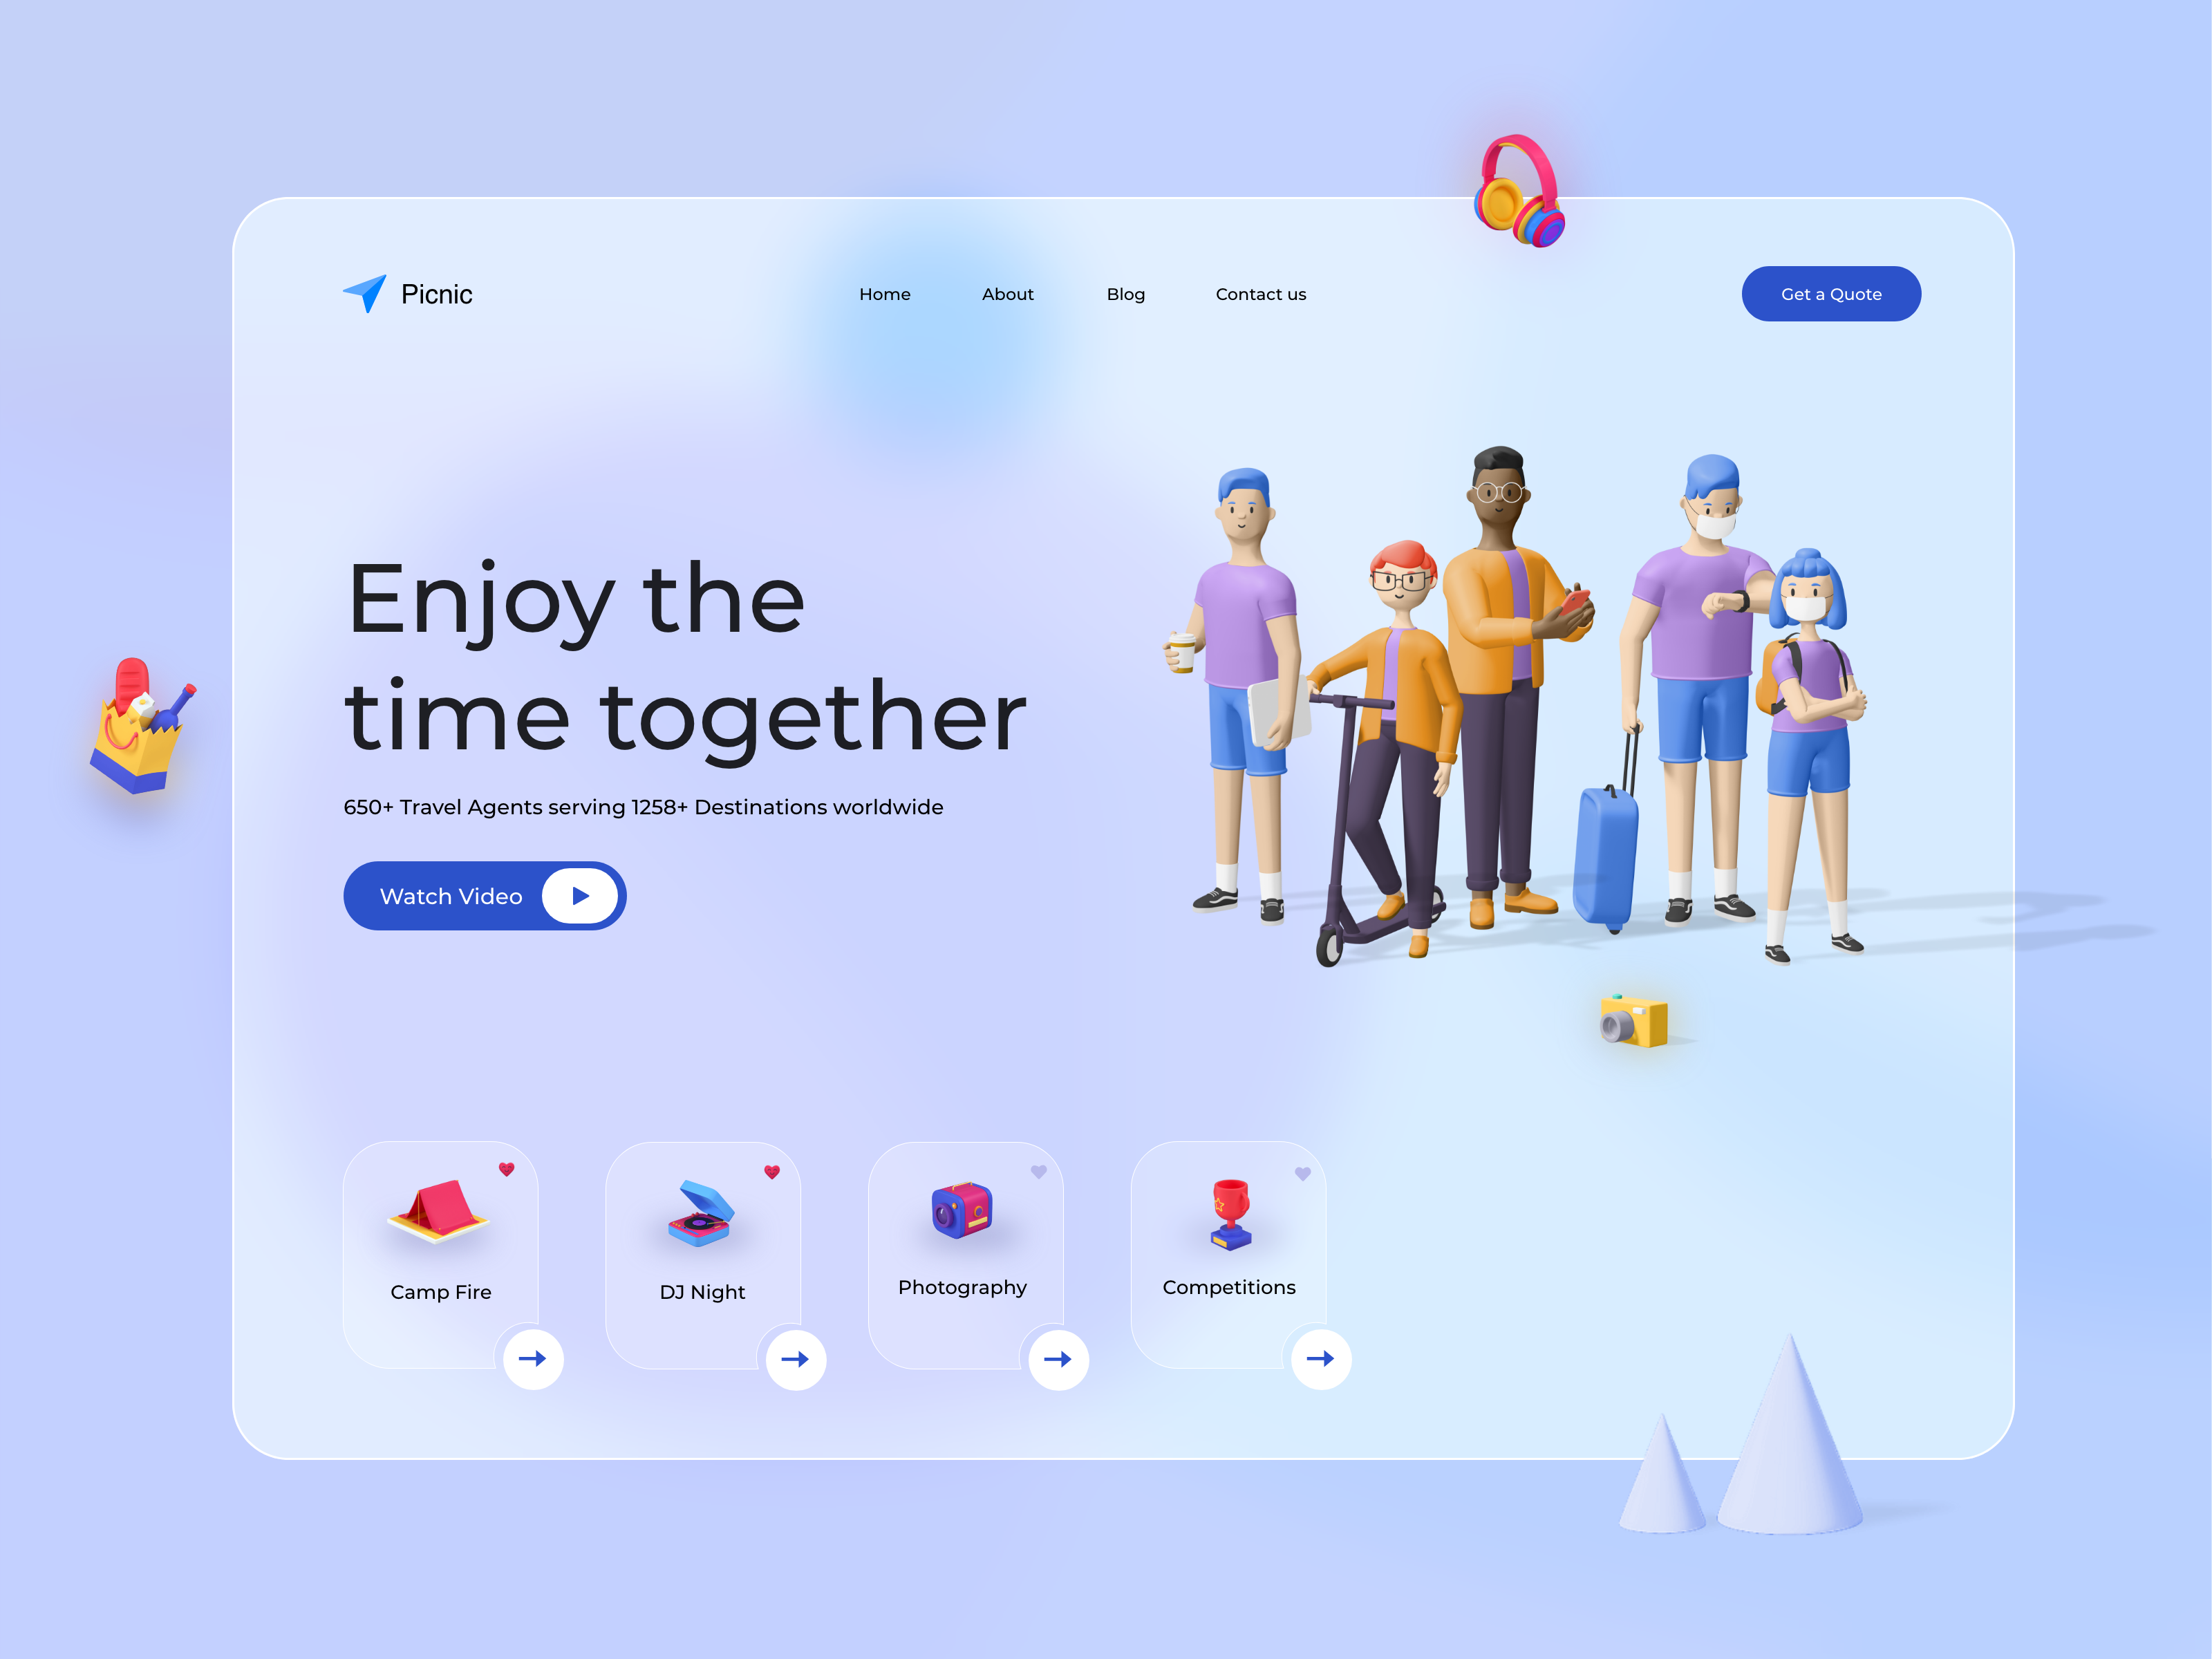 Picnic
Home
About
Blog
Contact us
Get a Quote
Enjoy the
time together
650+ Travel Agents serving 1258+ Destinations worldwide
Watch Video
Camp Fire
DJ Night
Photography
Competitions